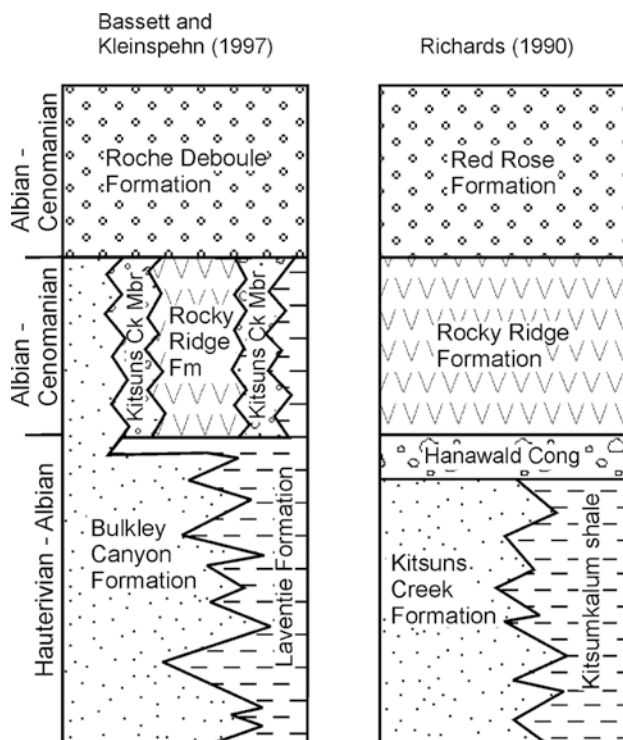 Bassett and
Kleinspehn (1997)
Richards (1990)
Albian -
Cenomanian
Roche Deboule
Formation
Red Rose
Formation
Albian -
Cenomanian
Kitsuns Ck Mbr
Rocky
Ridge
Fm
Kitsuns Ck Mbr
Rocky Ridge
Formation
Hanawald Cong
Hauterivian - Albian
Bulkley
Canyon
Formation
Laventie Formation
Kitsuns
Creek
Formation
Kitsumkalum shale